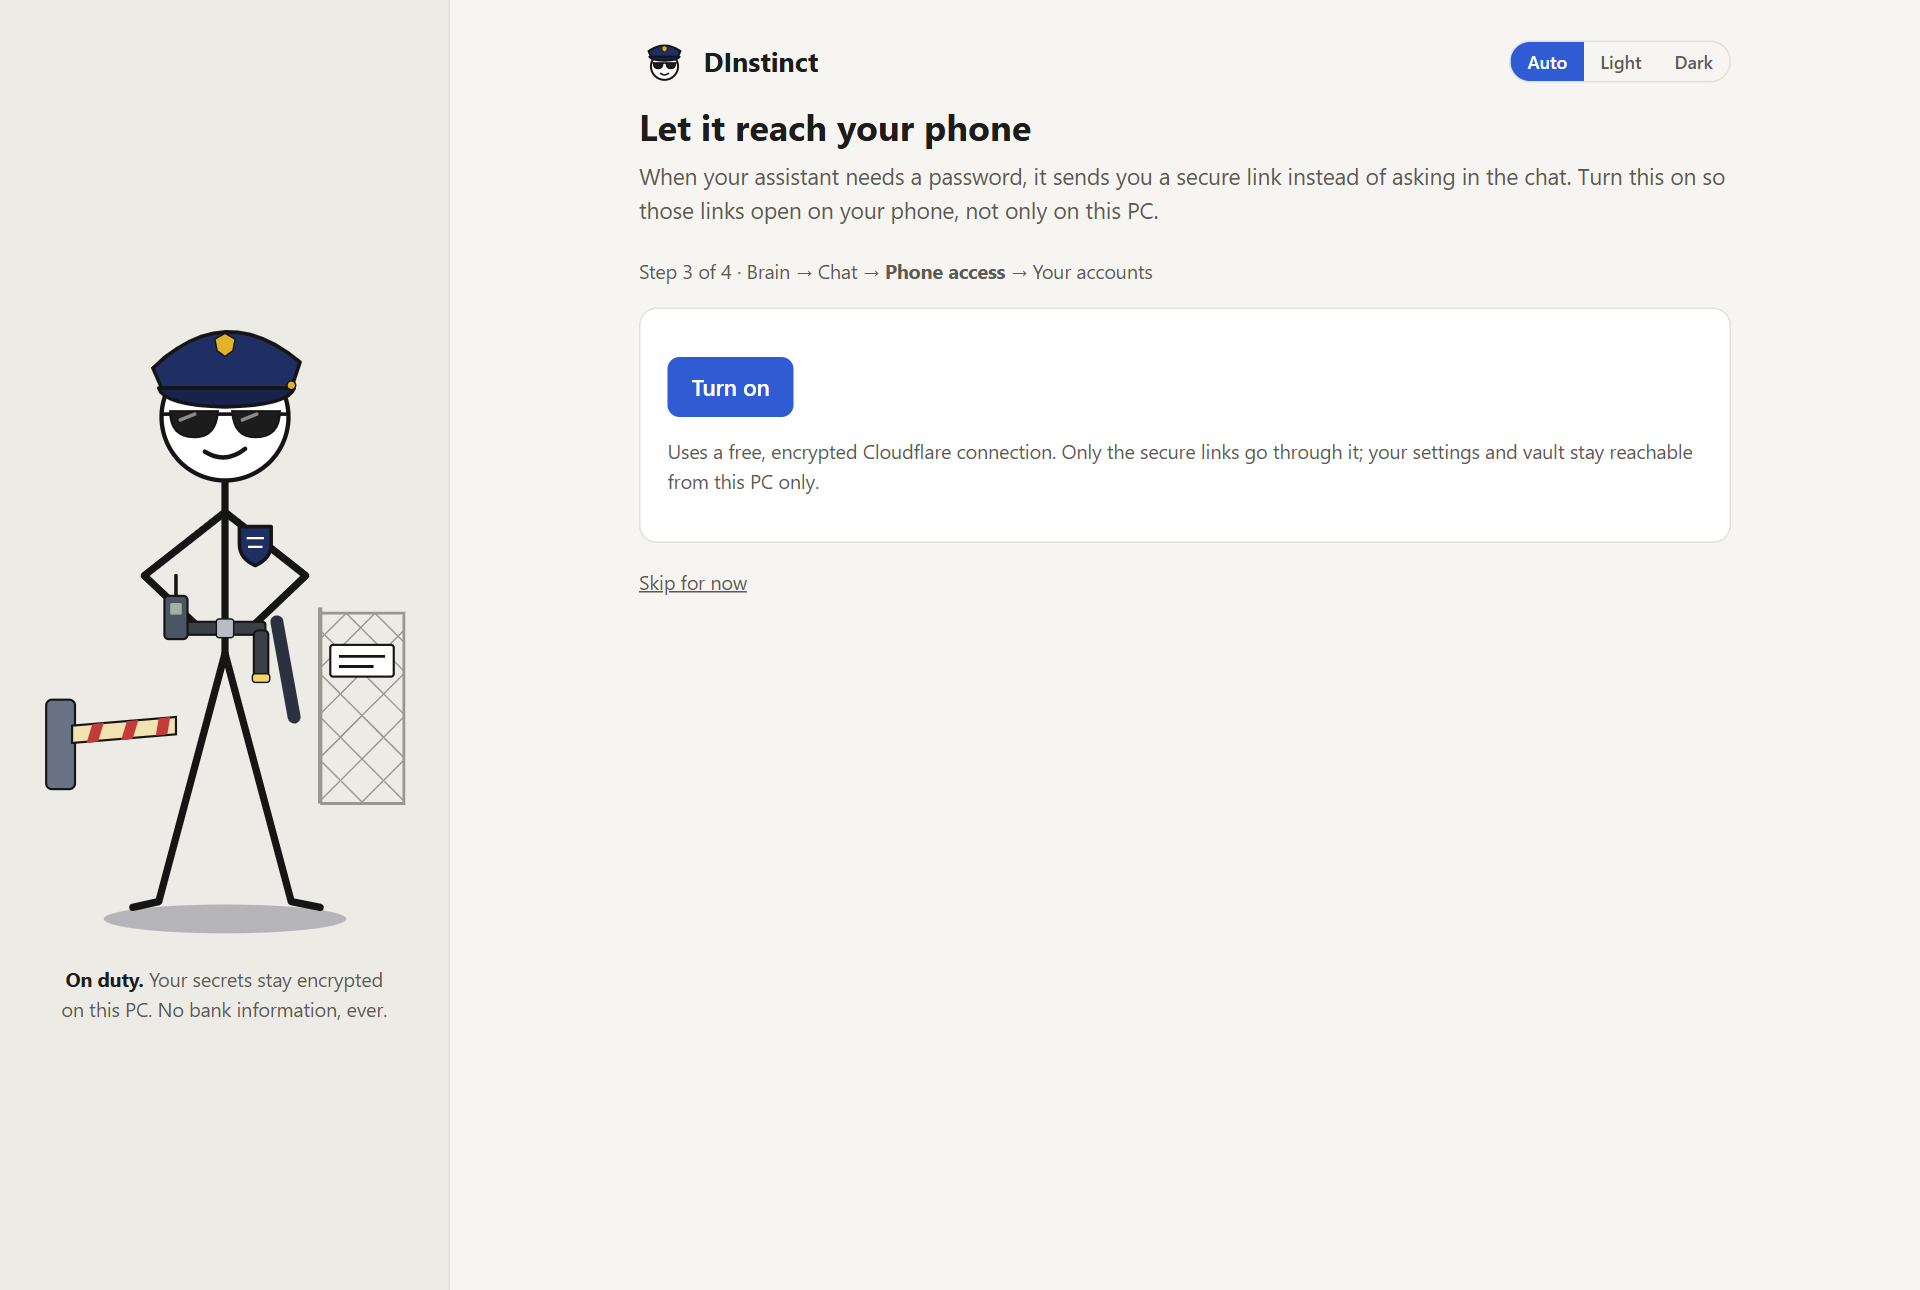 DInstinct
Auto Light Dark
Let it reach your phone
When your assistant needs a password, it sends you a secure link instead of asking in the chat. Turn this on so
those links open on your phone, not only on this PC.
Step 3 of 4 · Brain → Chat → Phone access → Your accounts
Turn on
Uses a free, encrypted Cloudflare connection. Only the secure links go through it; your settings and vault stay reachable
from this PC only.
Skip for now
On duty. Your secrets stay encrypted
on this PC. No bank information, ever.